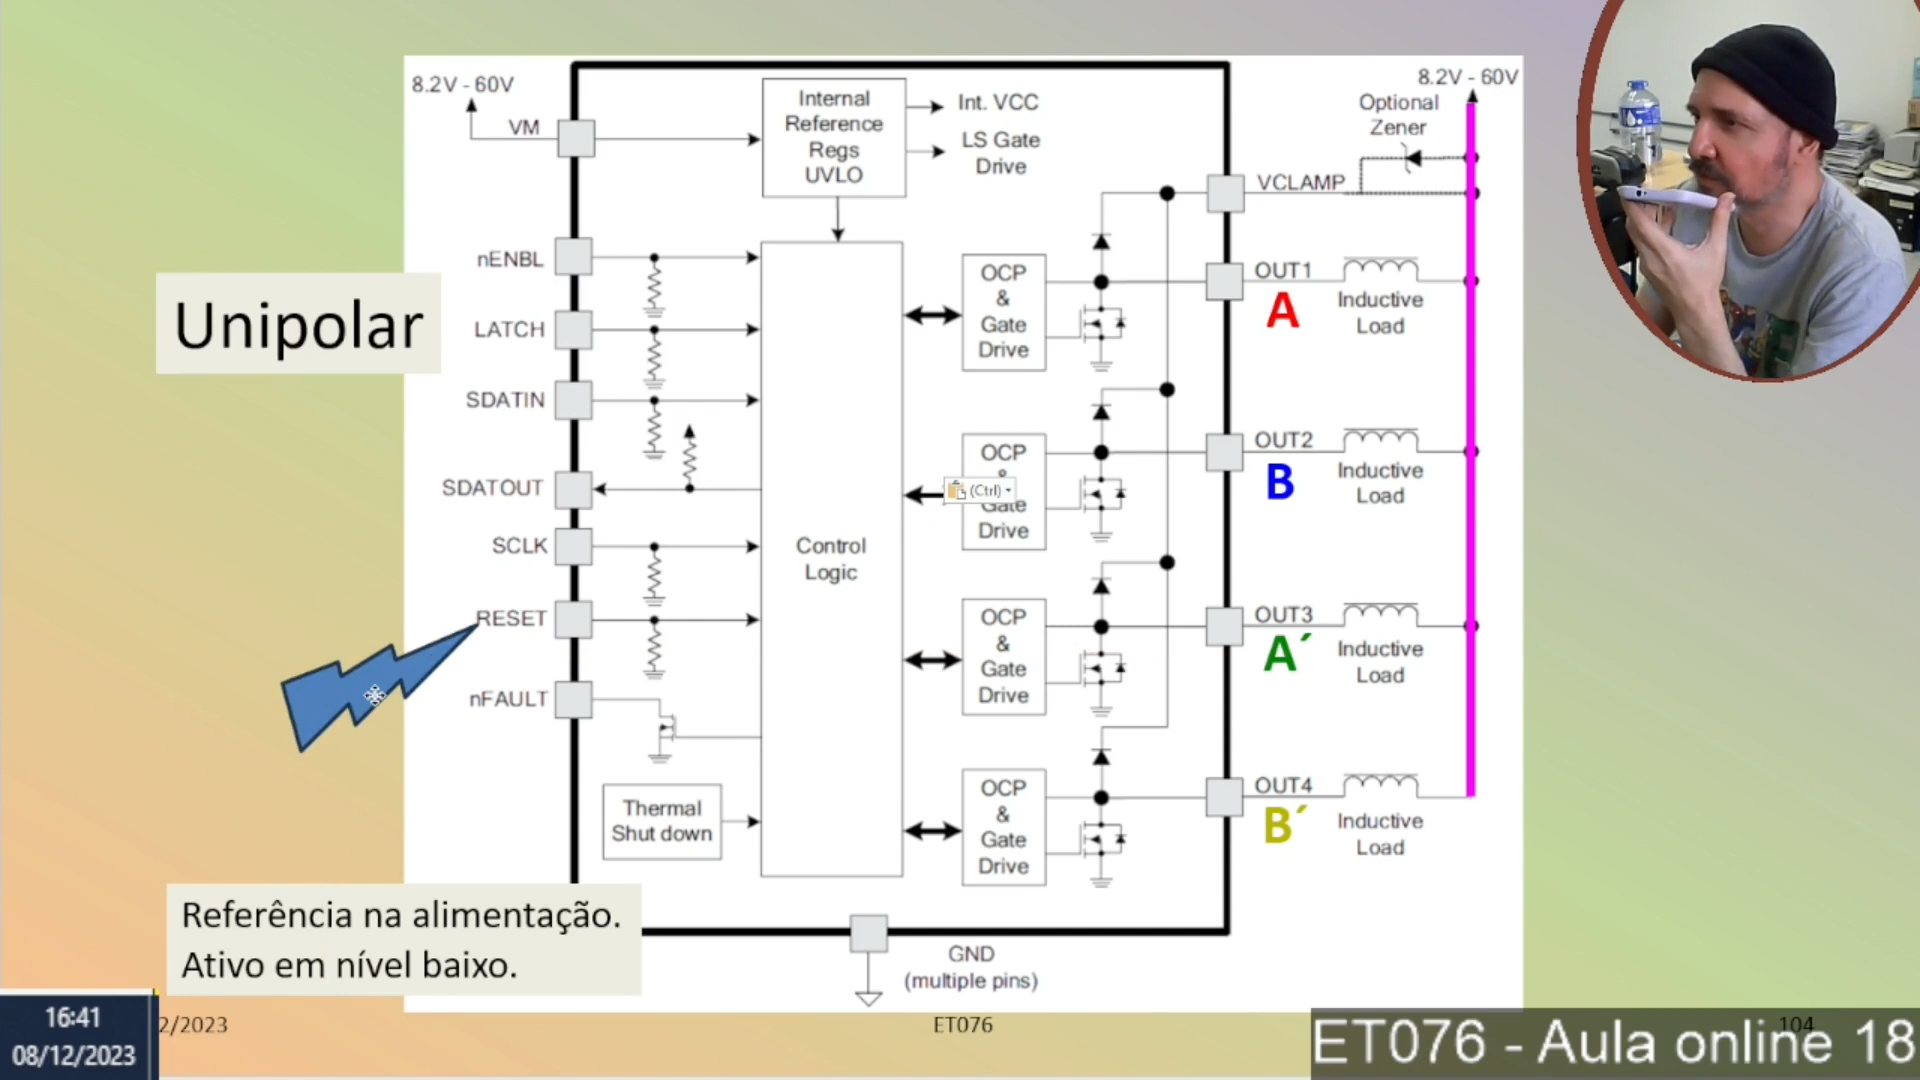 8.2V - 60V
VM
Internal
Reference
Regs
UVLO
Int. VCC
LS Gate
Drive
8.2V - 60V
Optional
Zener
VCLAMP
nENBL
LATCH
SDATIN
SDATOUT
SCLK
RESET
nFAULT
Unipolar
Control
Logic
Thermal
Shut down
OCP
&
Gate
Drive
OUT1
A
Inductive
Load
OCP
&
(Ctrl)
Gate
Drive
OUT2
B
Inductive
Load
OCP
&
Gate
Drive
OUT3
A´
Inductive
Load
OCP
&
Gate
Drive
OUT4
B´
Inductive
Load
GND
(multiple pins)
Referência na alimentação.
Ativo em nível baixo.
16:41
08/12/2023
2/2023
ET076
104
ET076 - Aula online 18